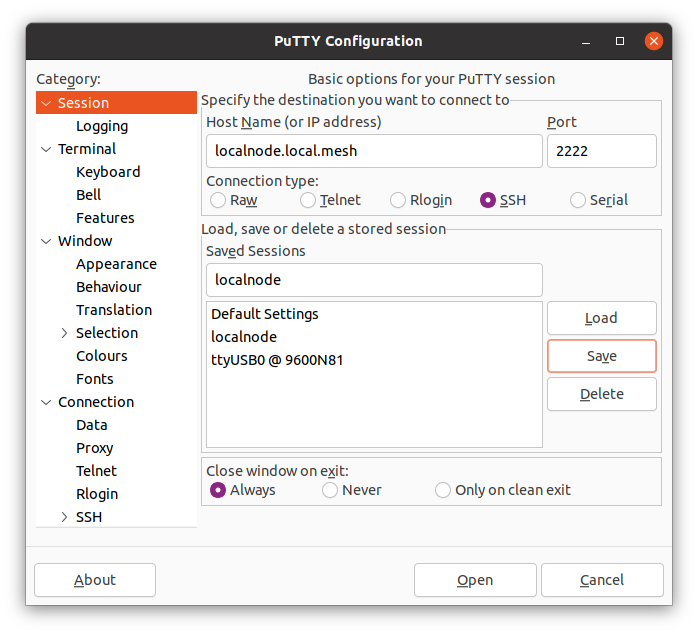 PuTTY Configuration
Category:
Session
Logging
Terminal
Keyboard
Bell
Features
Window
Appearance
Behaviour
Translation
Selection
Colours
Fonts
Connection
Data
Proxy
Telnet
Rlogin
SSH
Basic options for your PuTTY session
Specify the destination you want to connect to
Host Name (or IP address) Port
localnode.local.mesh 2222
Connection type:
Raw Telnet Rlogin SSH Serial
Load, save or delete a stored session
Saved Sessions
localnode
Default Settings
localnode
ttyUSB0 @ 9600N81
Load
Save
Delete
Close window on exit:
Always Never Only on clean exit
About Open Cancel